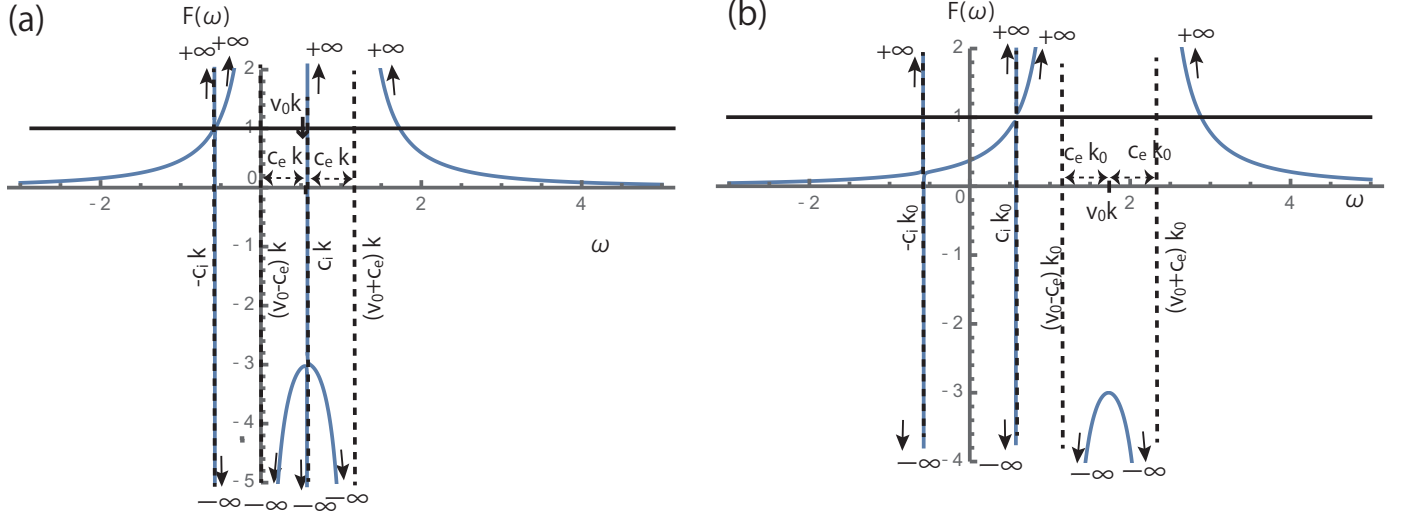 (a)
F(ω)
+∞
+∞
+∞
+∞
2
v₀k
1
cₑ k
cₑ k
0
-2
2
4
ω
-cᵢ k
(v₀-cₑ) k
cᵢ k
(v₀+cₑ) k
-1
-2
-3
-4
-5
−∞
−∞
−∞
−∞
(b)
F(ω)
+∞
+∞
+∞
+∞
2
1
cₑ k₀
cₑ k₀
0
-2
v₀k
2
4
ω
-cᵢ k₀
cᵢ k₀
(v₀-cₑ) k₀
(v₀+cₑ) k₀
-1
-2
-3
-4
−∞
−∞
−∞
−∞